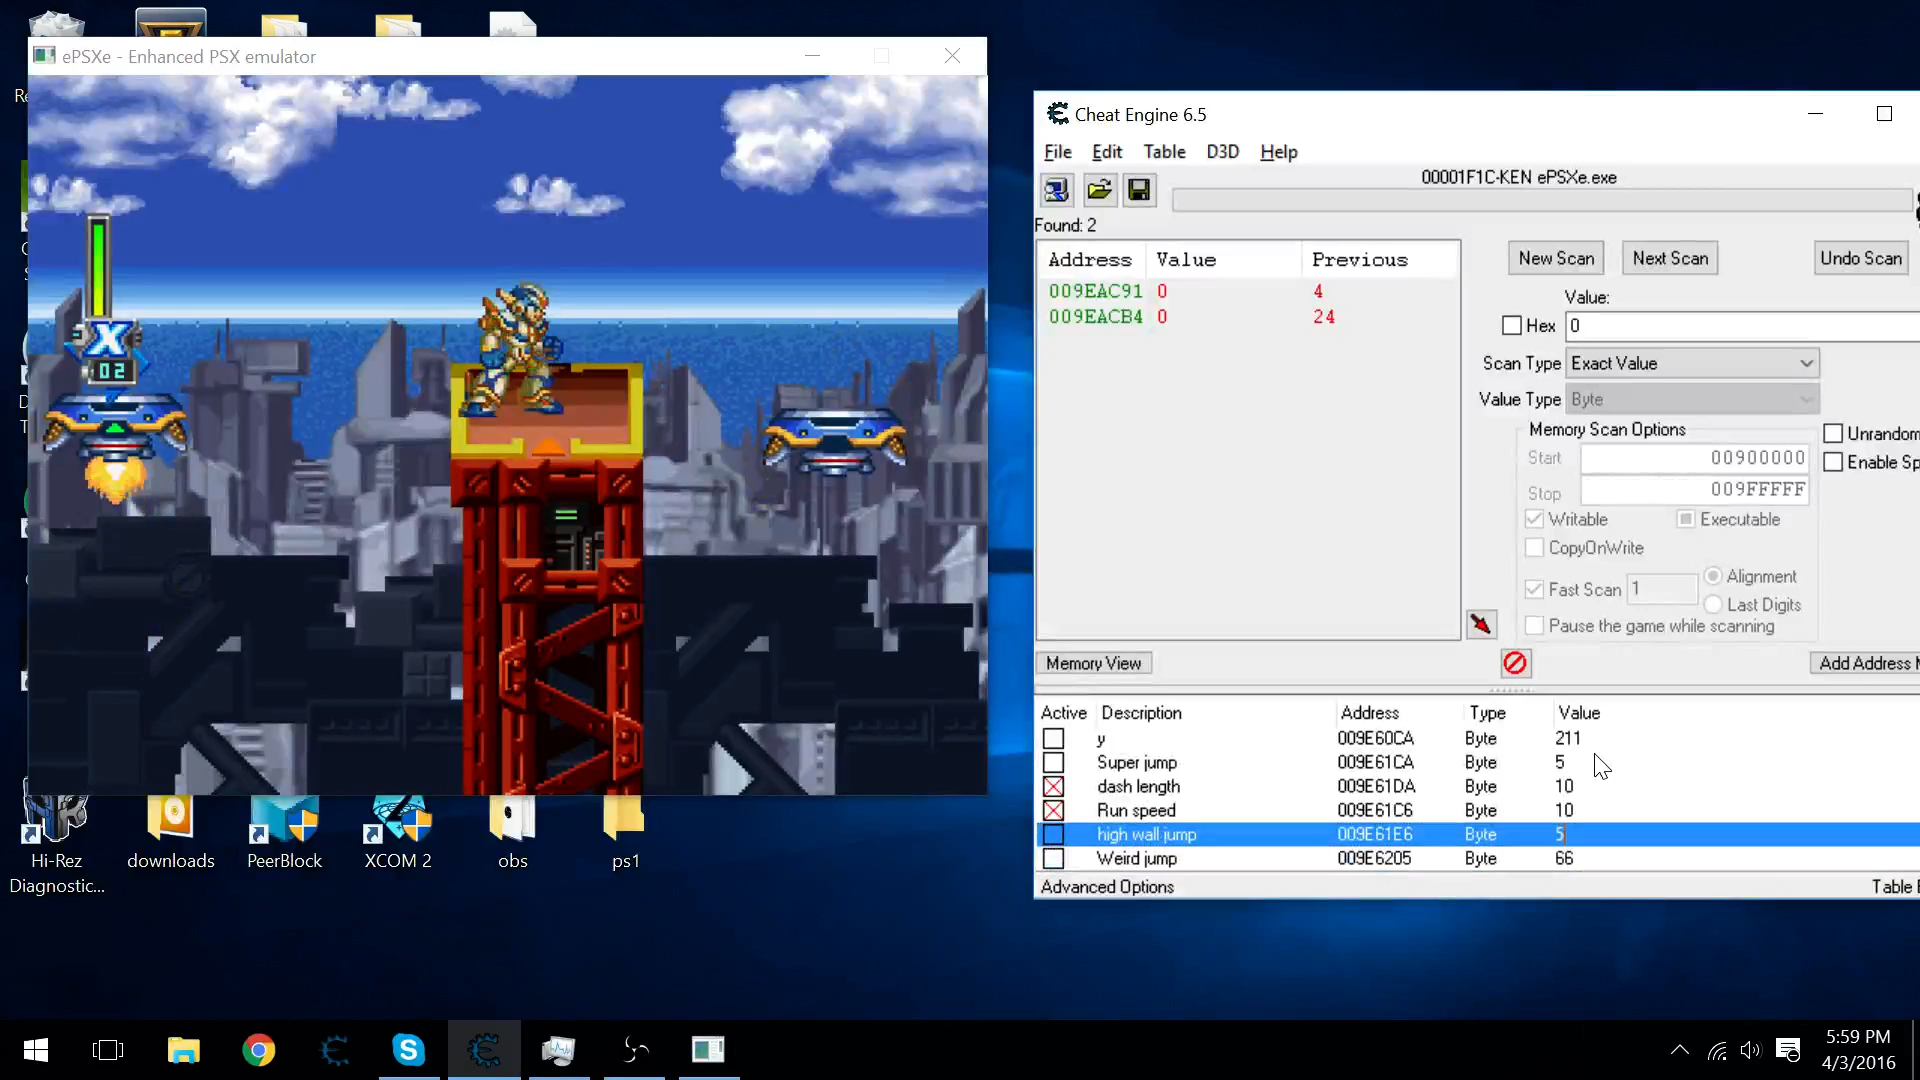 ePSXe - Enhanced PSX emulator
X
02
Cheat Engine 6.5
File Edit Table D3D Help
00001F1C-KEN ePSXe.exe
Found: 2
Address Value Previous
009EAC91 0 4
009EACB4 0 24
New Scan Next Scan Undo Scan
Value:
Hex 0
Scan Type Exact Value
Value Type Byte
Memory Scan Options
Start 00900000
Stop 009FFFFF
Writable Executable
CopyOnWrite
Fast Scan 1 Alignment
Last Digits
Pause the game while scanning
Unrandom
Enable Sp
Memory View
Add Address M
Active Description Address Type Value
y 009E60CA Byte 211
Super jump 009E61CA Byte 5
dash length 009E61DA Byte 10
Run speed 009E61C6 Byte 10
high wall jump 009E61E6 Byte 5
Weird jump 009E6205 Byte 66
Advanced Options
Table E
Hi-Rez
Diagnostic...
downloads
PeerBlock
XCOM 2
obs
ps1
5:59 PM
4/3/2016